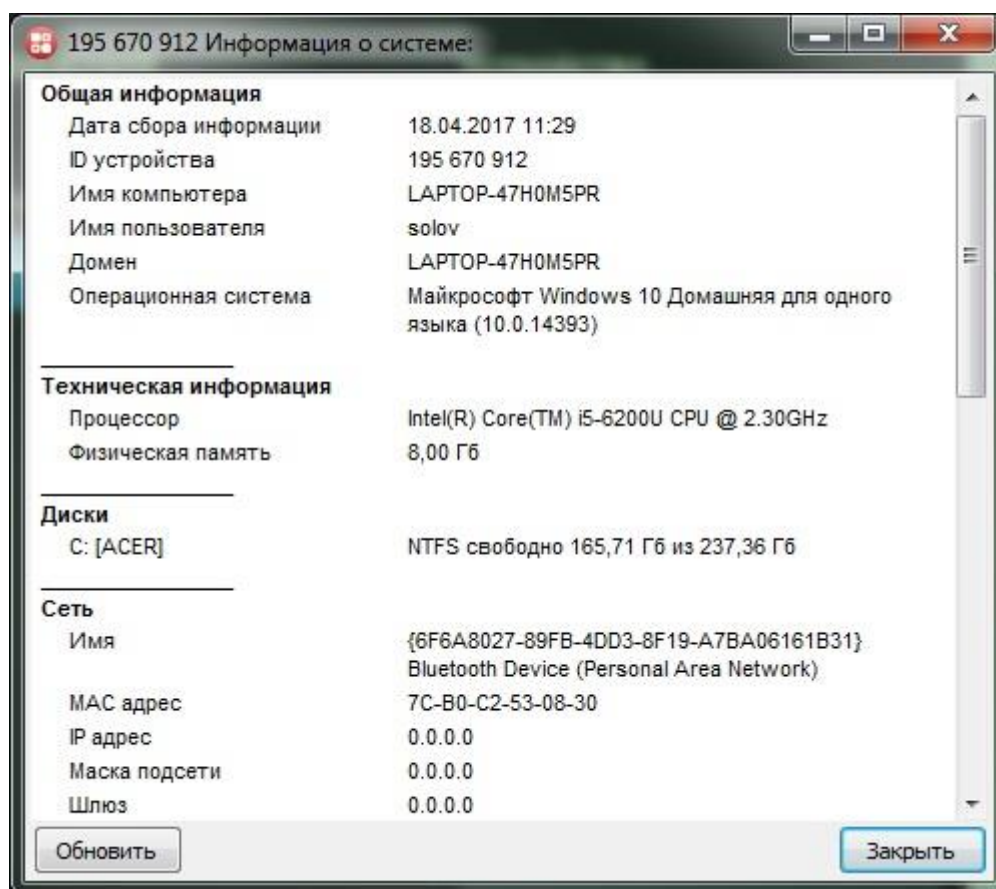 195 670 912 Информация о системе:
Общая информация
Дата сбора информации 18.04.2017 11:29
ID устройства 195 670 912
Имя компьютера LAPTOP-47H0M5PR
Имя пользователя solov
Домен LAPTOP-47H0M5PR
Операционная система Майкрософт Windows 10 Домашняя для одного
языка (10.0.14393)
Техническая информация
Процессор Intel(R) Core(TM) i5-6200U CPU @ 2.30GHz
Физическая память 8,00 Гб
Диски
C: [ACER] NTFS свободно 165,71 Гб из 237,36 Гб
Сеть
Имя {6F6A8027-89FB-4DD3-8F19-A7BA06161B31}
Bluetooth Device (Personal Area Network)
MAC адрес 7C-B0-C2-53-08-30
IP адрес 0.0.0.0
Маска подсети 0.0.0.0
Шлюз 0.0.0.0
Обновить Закрыть